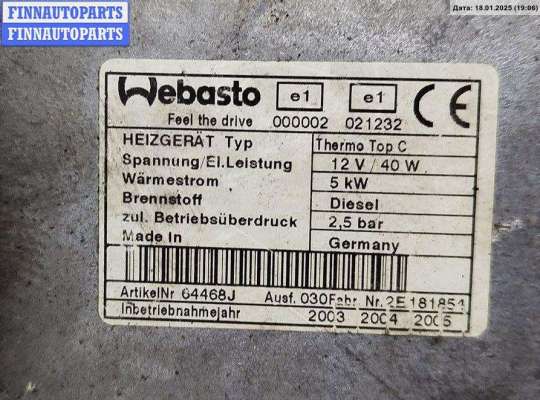 FINNAUTOPARTS
FINNAUTOPARTS
Дата: 18.01.2025 (19:06)
Webasto e1 e1 CE
Feel the drive 000002 021232
HEIZGERÄT Typ Thermo Top C
Spannung/El.Leistung 12 V / 40 W
Wärmestrom 5 kW
Brennstoff Diesel
zul. Betriebsüberdruck 2,5 bar
Made In Germany
ArtikelNr 64468J Ausf. 030 Fabr. Nr. 2E 181854
Inbetriebnahmejahr 2003 2004 2005